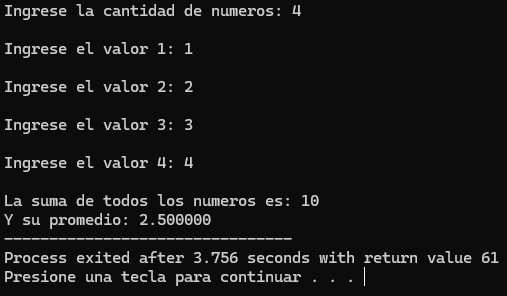 Ingrese la cantidad de numeros: 4
Ingrese el valor 1: 1
Ingrese el valor 2: 2
Ingrese el valor 3: 3
Ingrese el valor 4: 4
La suma de todos los numeros es: 10
Y su promedio: 2.500000
--------------------------------
Process exited after 3.756 seconds with return value 61
Presione una tecla para continuar . . .